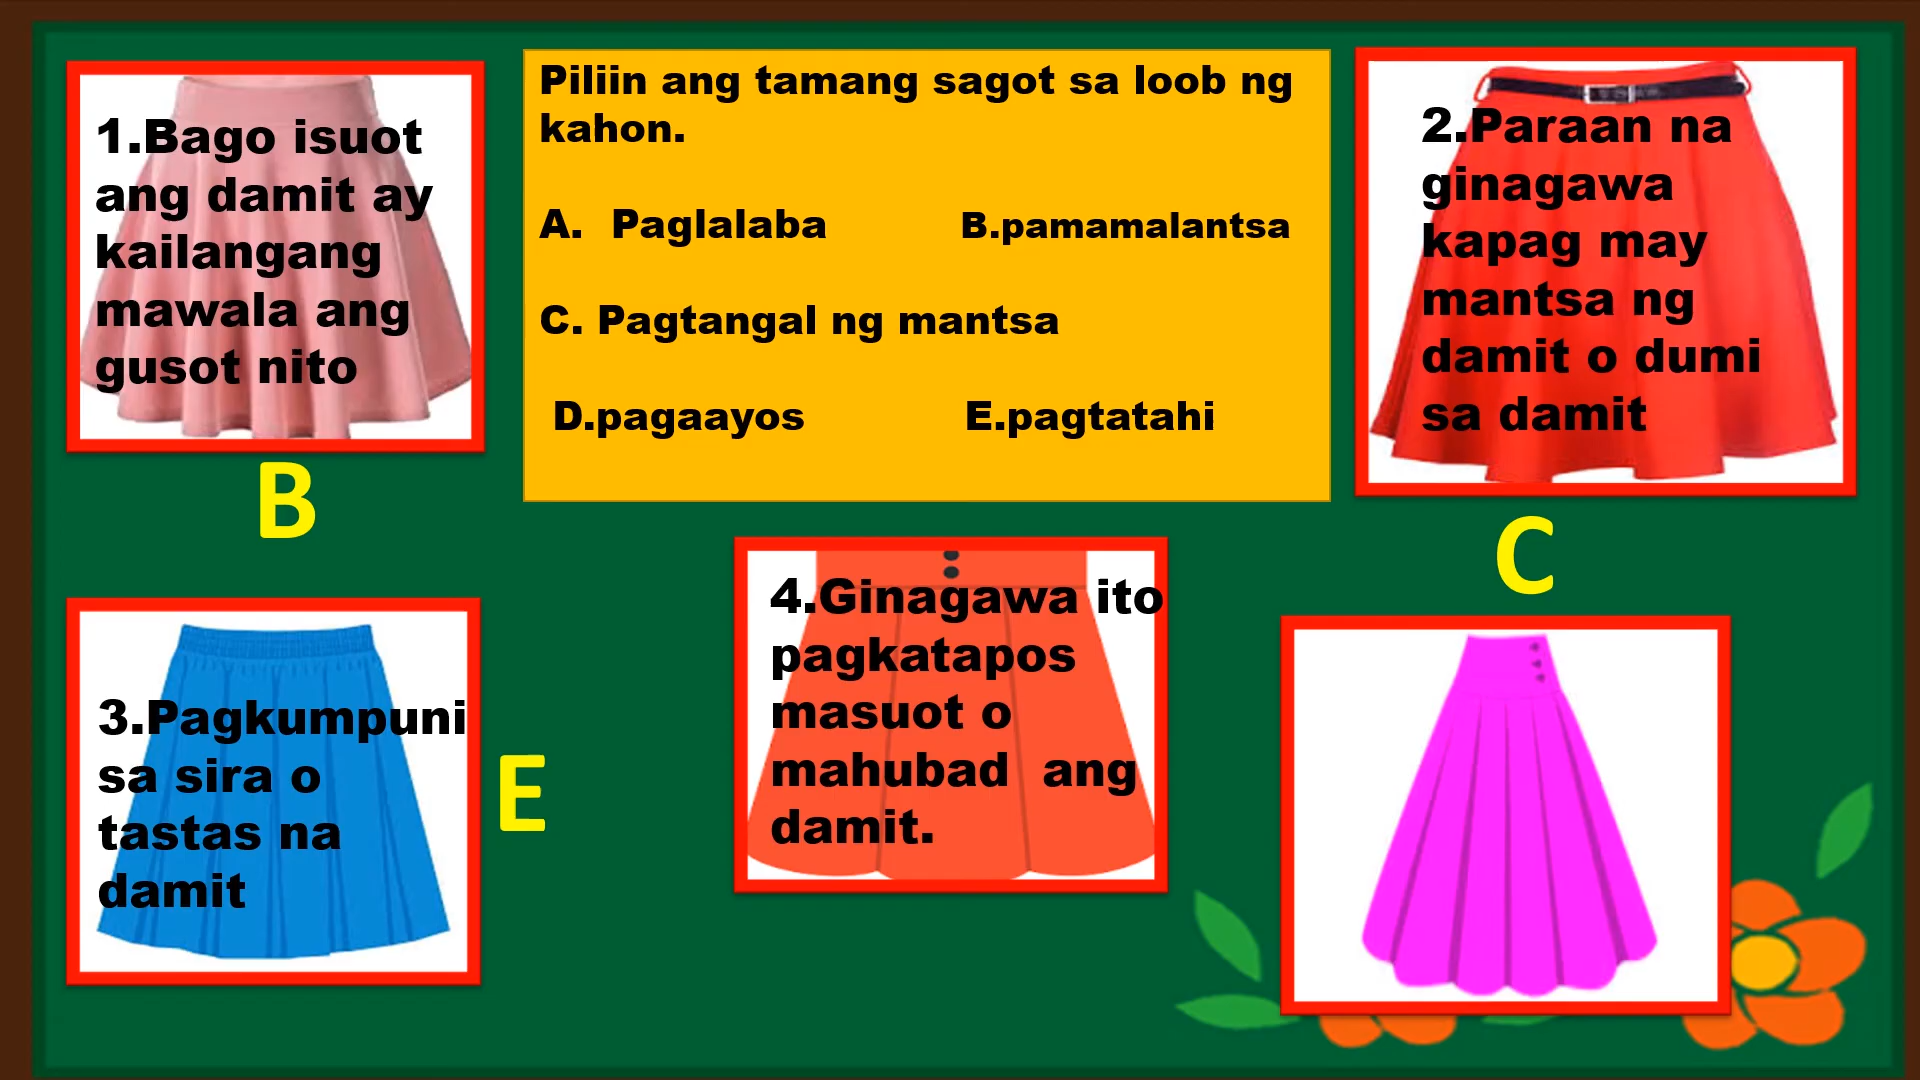 1.Bago isuot
ang damit ay
kailangang
mawala ang
gusot nito
B
Piliin ang tamang sagot sa loob ng
kahon.
A. Paglalaba B.pamamalantsa
C. Pagtangal ng mantsa
D.pagaayos E.pagtatahi
2.Paraan na
ginagawa
kapag may
mantsa ng
damit o dumi
sa damit
C
3.Pagkumpuni
sa sira o
tastas na
damit
E
4.Ginagawa ito
pagkatapos
masuot o
mahubad ang
damit.